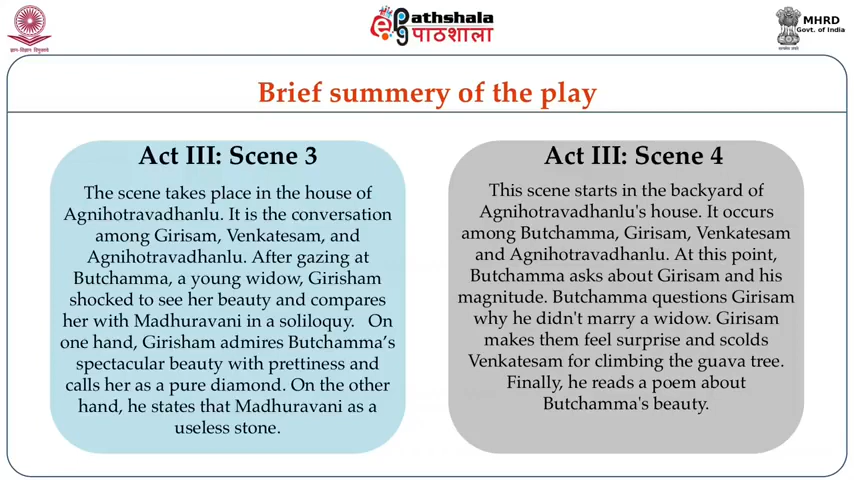 Pathshala
पाठशाला
MHRD
Govt. of India
Brief summery of the play
Act III: Scene 3
The scene takes place in the house of
Agnihotravadhanlu. It is the conversation
among Girisam, Venkatesam, and
Agnihotravadhanlu. After gazing at
Butchamma, a young widow, Girisham
shocked to see her beauty and compares
her with Madhuravani in a soliloquy. On
one hand, Girisham admires Butchamma’s
spectacular beauty with prettiness and
calls her as a pure diamond. On the other
hand, he states that Madhuravani as a
useless stone.
Act III: Scene 4
This scene starts in the backyard of
Agnihotravadhanlu's house. It occurs
among Butchamma, Girisam, Venkatesam
and Agnihotravadhanlu. At this point,
Butchamma asks about Girisam and his
magnitude. Butchamma questions Girisam
why he didn't marry a widow. Girisam
makes them feel surprise and scolds
Venkatesam for climbing the guava tree.
Finally, he reads a poem about
Butchamma's beauty.